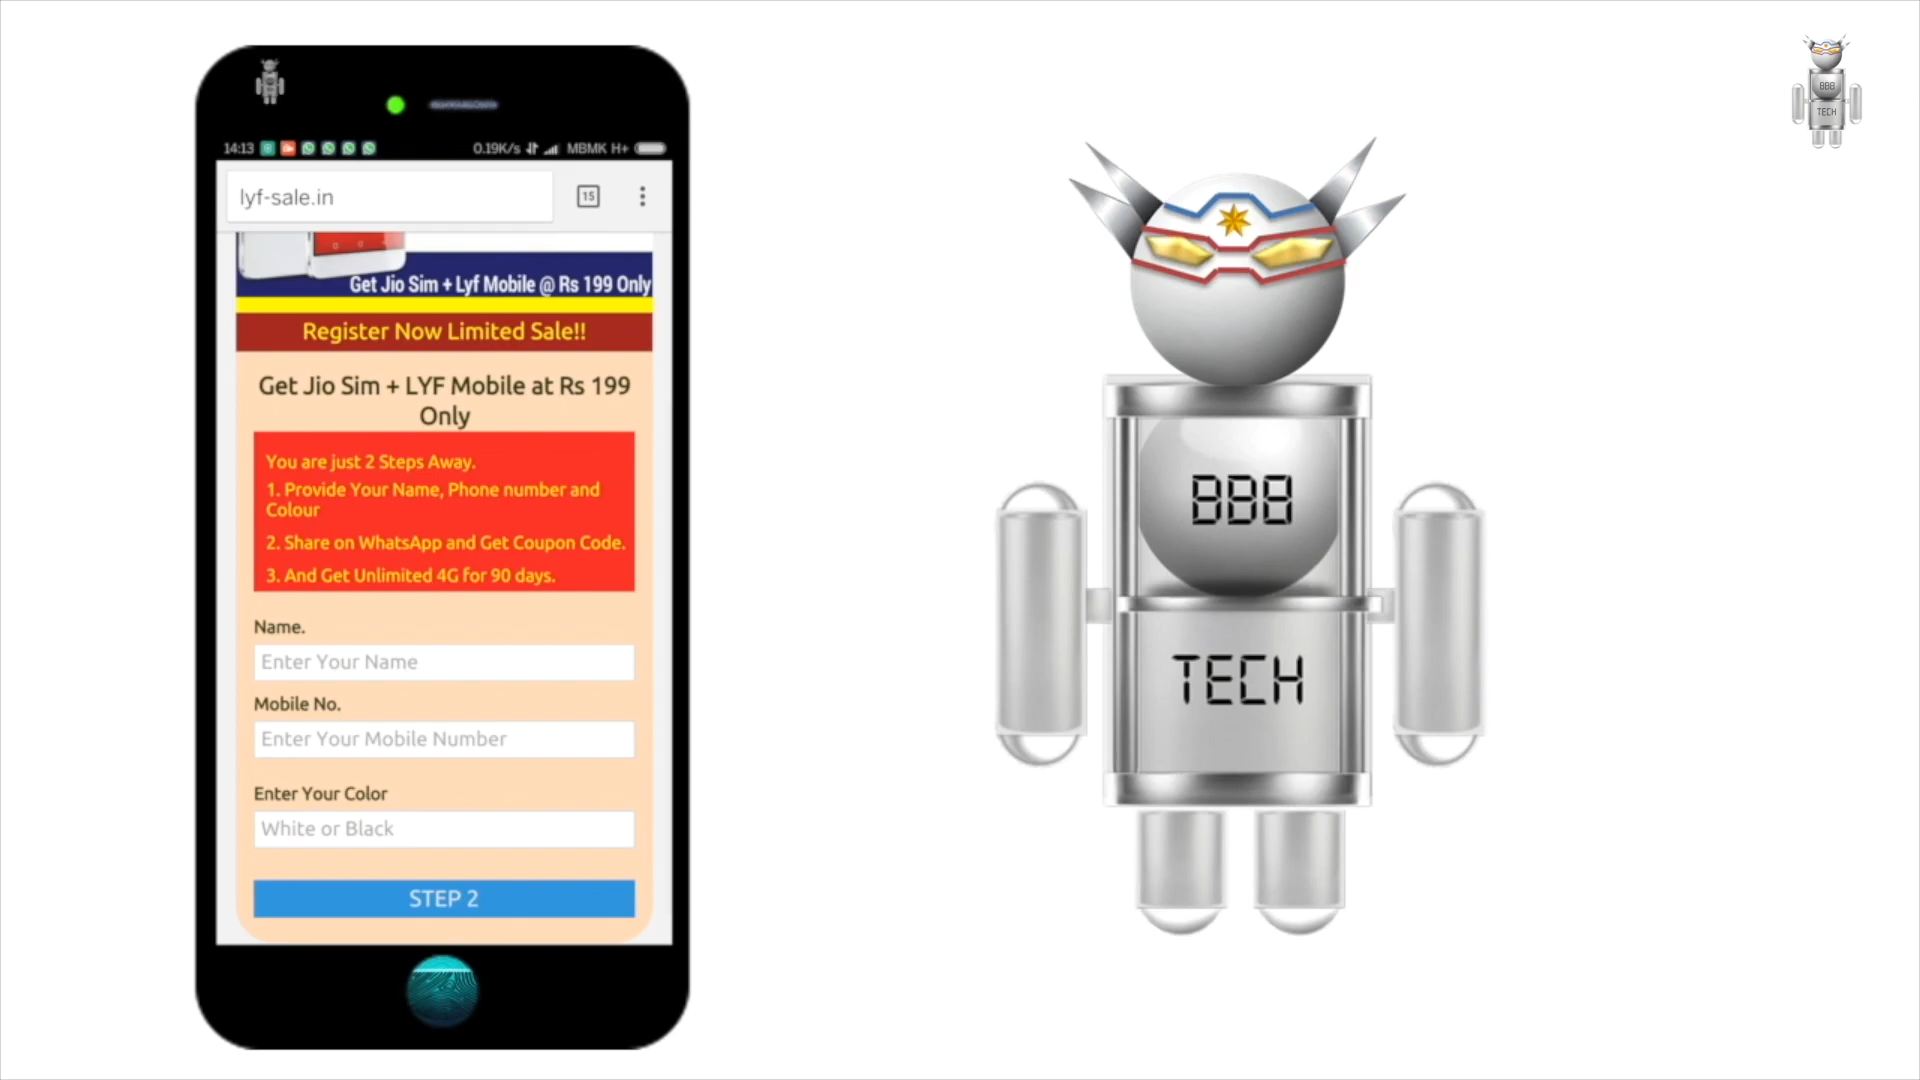 14:13
0.19K/s
MBMK H+
lyf-sale.in
15
Get Jio Sim + Lyf Mobile @ Rs 199 Only
Register Now Limited Sale!!
Get Jio Sim + LYF Mobile at Rs 199
Only
You are just 2 Steps Away.
1. Provide Your Name, Phone number and
Colour
2. Share on WhatsApp and Get Coupon Code.
3. And Get Unlimited 4G for 90 days.
Name.
Enter Your Name
Mobile No.
Enter Your Mobile Number
Enter Your Color
White or Black
STEP 2
BBB
TECH
BBB
TECH